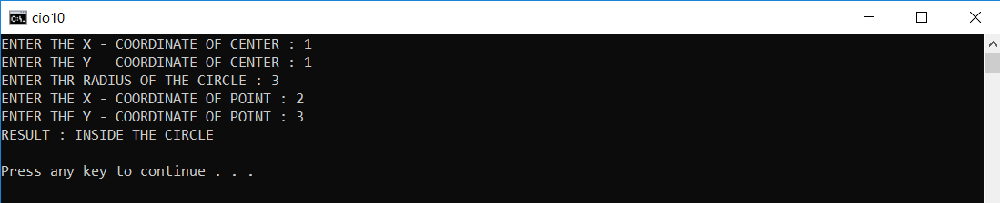 cio10
ENTER THE X - COORDINATE OF CENTER : 1
ENTER THE Y - COORDINATE OF CENTER : 1
ENTER THR RADIUS OF THE CIRCLE : 3
ENTER THE X - COORDINATE OF POINT : 2
ENTER THE Y - COORDINATE OF POINT : 3
RESULT : INSIDE THE CIRCLE
Press any key to continue . . .